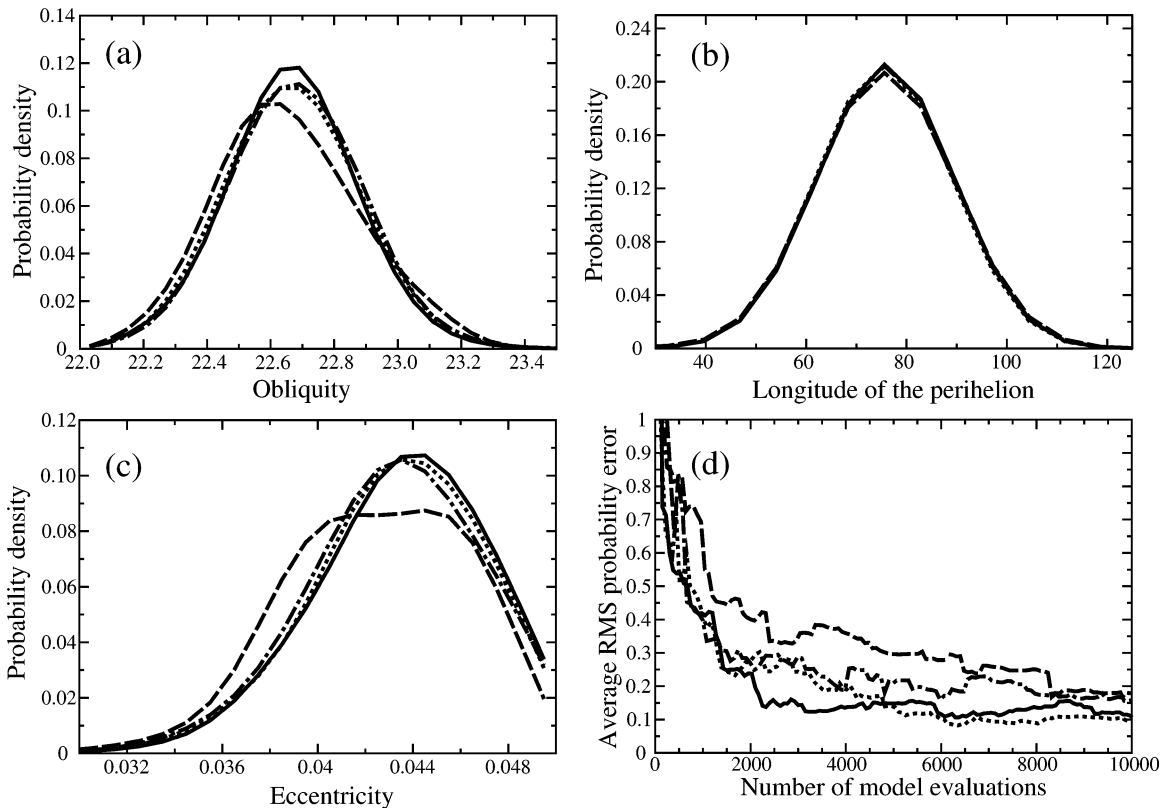 (a)
Probability density
0.14
0.12
0.1
0.08
0.06
0.04
0.02
0
22.0 22.2 22.4 22.6 22.8 23.0 23.2 23.4
Obliquity
(b)
Probability density
0.24
0.20
0.16
0.12
0.08
0.04
0
40 60 80 100 120
Longitude of the perihelion
(c)
Probability density
0.12
0.10
0.08
0.06
0.04
0.02
0
0.032 0.036 0.04 0.044 0.048
Eccentricity
(d)
Average RMS probability error
1
0.9
0.8
0.7
0.6
0.5
0.4
0.3
0.2
0.1
0
0 2000 4000 6000 8000 10000
Number of model evaluations